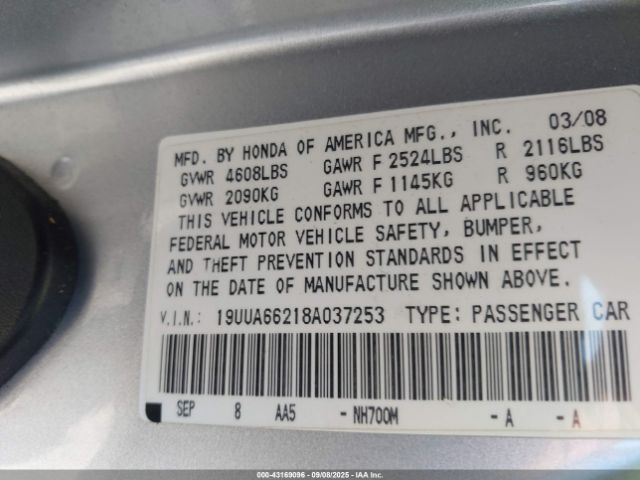 03/08
MFD. BY HONDA OF AMERICA MFG., INC.
GVWR 4608LBS GAWR F 2524LBS R 2116LBS
GVWR 2090KG GAWR F 1145KG R 960KG
THIS VEHICLE CONFORMS TO ALL APPLICABLE
FEDERAL MOTOR VEHICLE SAFETY, BUMPER,
AND THEFT PREVENTION STANDARDS IN EFFECT
ON THE DATE OF MANUFACTURE SHOWN ABOVE.
V.I.N.: 19UUA66218A037253 TYPE: PASSENGER CAR
SEP 8 AA5 -NH700M -A -A
000-43169096 - 09/08/2025 - IAA Inc.